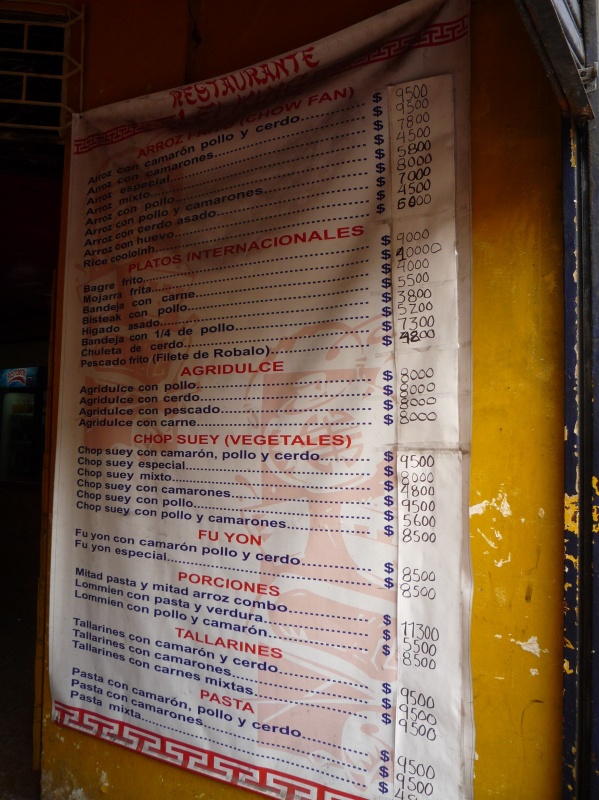 RESTAURANTE
ARROZ (CHOW FAN)
Arroz con camarón pollo y cerdo $ 9500
Arroz con camarones $ 9500
Arroz especial $ 7800
Arroz mixto $ 4500
Arroz con pollo $ 5800
Arroz con pollo y camarones $ 8000
Arroz con cerdo asado $ 7000
Arroz con huevo $ 4500
Rice $ 6000
PLATOS INTERNACIONALES
Bagre frito $ 9000
Mojarra frita $ 10000
Bandeja con carne $ 4000
Bisteak con pollo $ 5500
Higado asado $ 3800
Bandeja con 1/4 de pollo $ 5200
Chuleta de cerdo $ 7300
Pescado frito (Filete de Robalo) $ 9800
AGRIDULCE
Agridulce con pollo $ 8000
Agridulce con cerdo $ 8000
Agridulce con pescado $ 8000
Agridulce con carne $ 8000
CHOP SUEY (VEGETALES)
Chop suey con camarón, pollo y cerdo $ 9500
Chop suey especial $ 8000
Chop suey mixto $ 4800
Chop suey con camarones $ 9500
Chop suey con pollo $ 5600
Chop suey con pollo y camarones $ 8500
FU YON
Fu yon con camarón pollo y cerdo $ 8500
Fu yon especial $ 8500
PORCIONES
Mitad pasta y mitad arroz combo $ 11300
Lommien con pasta y verdura $ 5500
Lommien con pollo y camarón $ 8500
TALLARINES
Tallarines con camarón y cerdo $ 9500
Tallarines con camarones $ 9500
Tallarines con carnes mixtas $ 9500
PASTA
Pasta con camarón, pollo y cerdo $ 9500
Pasta con camarones $ 9500
Pasta mixta $